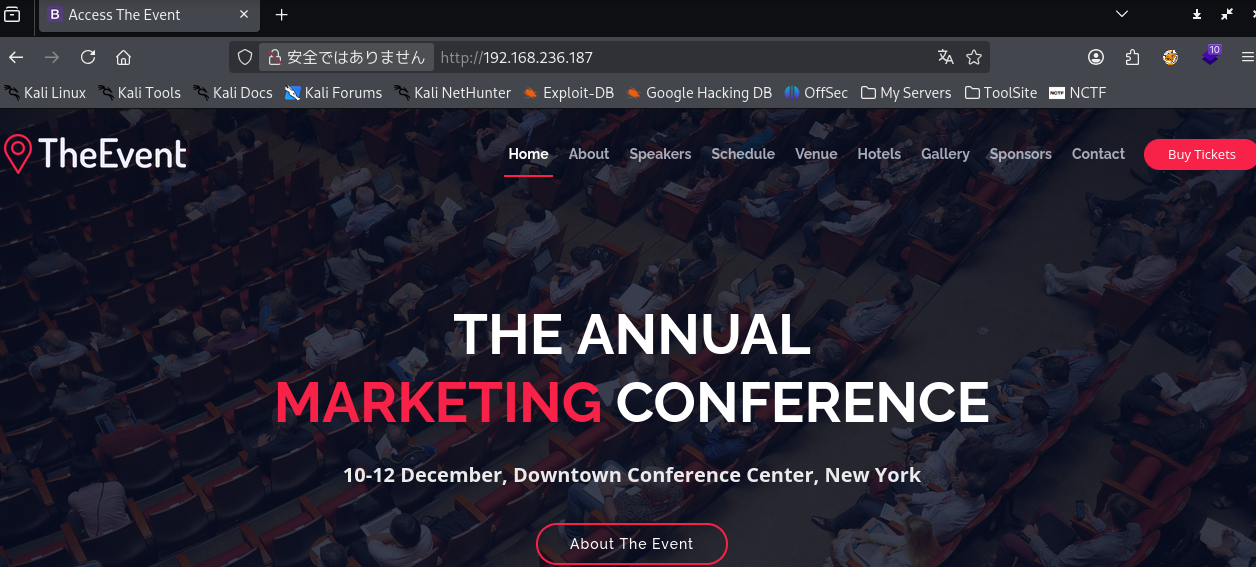 Access The Event
安全ではありません http://192.168.236.187
10
Kali Linux Kali Tools Kali Docs Kali Forums Kali NetHunter Exploit-DB Google Hacking DB OffSec My Servers ToolSite NCTF NCTF
TheEvent Home About Speakers Schedule Venue Hotels Gallery Sponsors Contact Buy Tickets
THE ANNUAL
MARKETING CONFERENCE
10-12 December, Downtown Conference Center, New York
About The Event